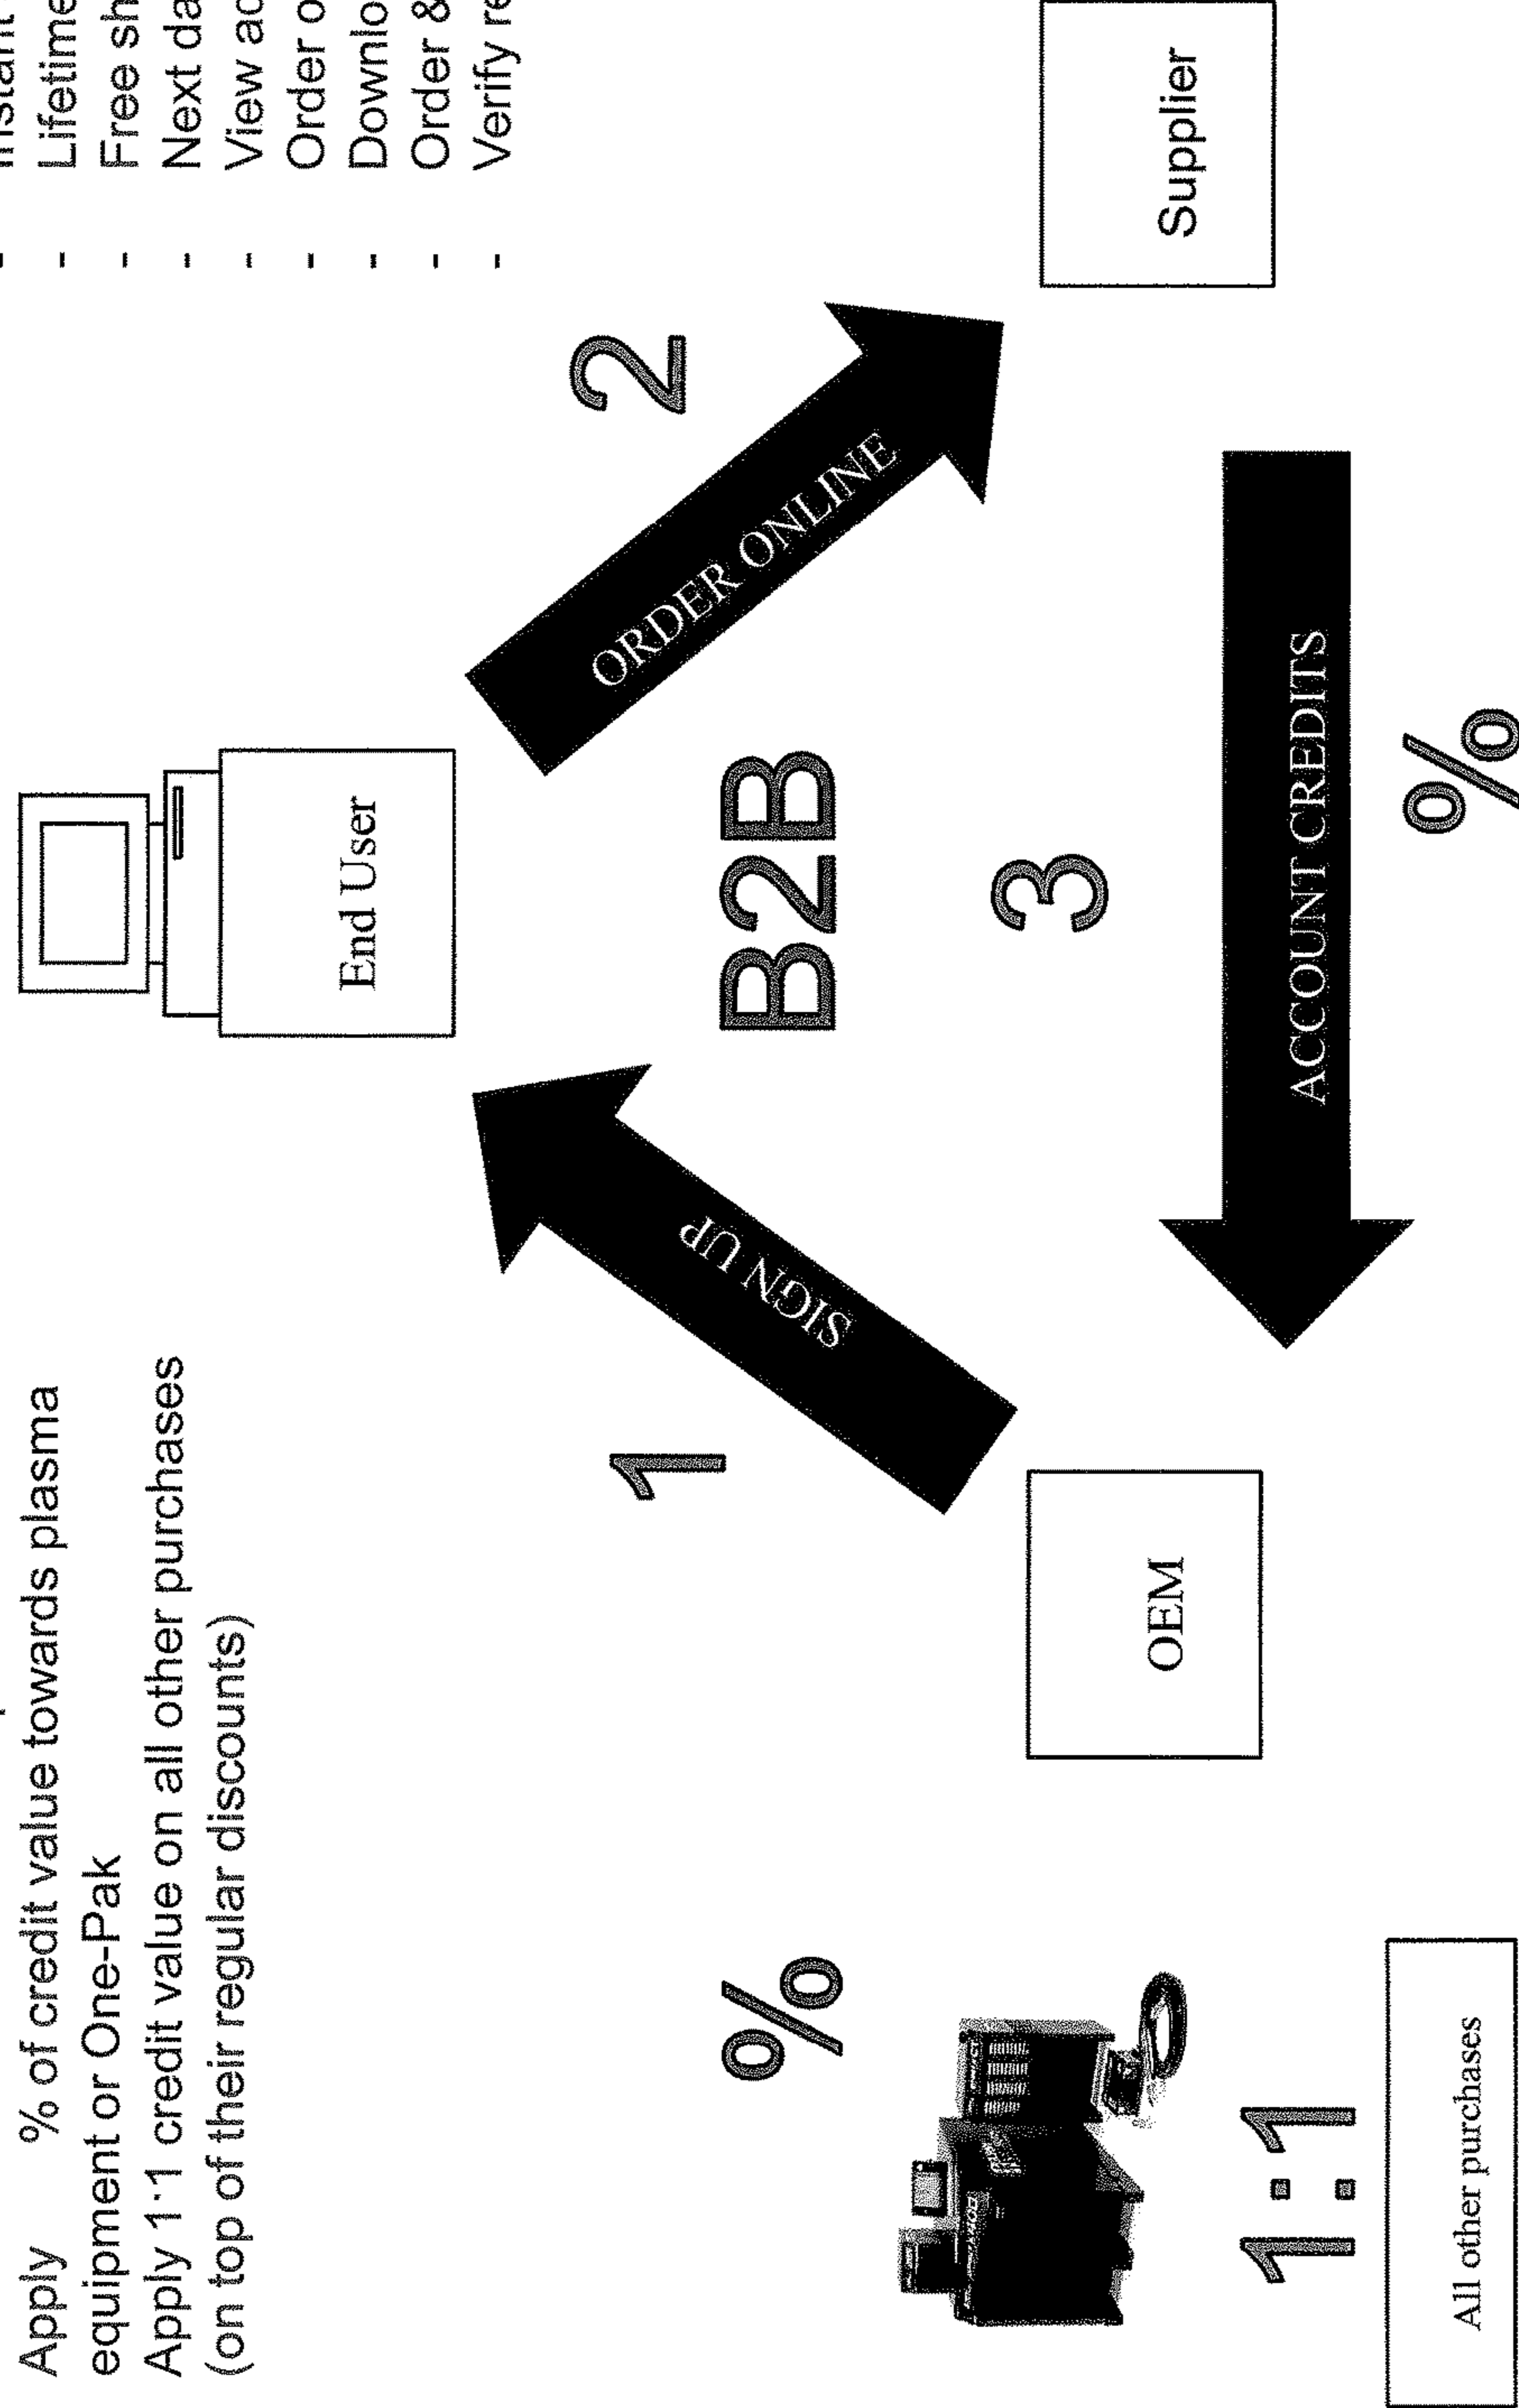 Apply % of credit value towards plasma
equipment or One-Pak
Apply 1:1 credit value on all other purchases
(on top of their regular discounts)
- Instant
- Lifetime
- Free sh
- Next da
- View ac
- Order o
- Downlo
- Order &
- Verify re
End User
1
SIGN UP
B2B
2
ORDER ONLINE
3
OEM
Supplier
ACCOUNT CREDITS
%
%
1:1
All other purchases